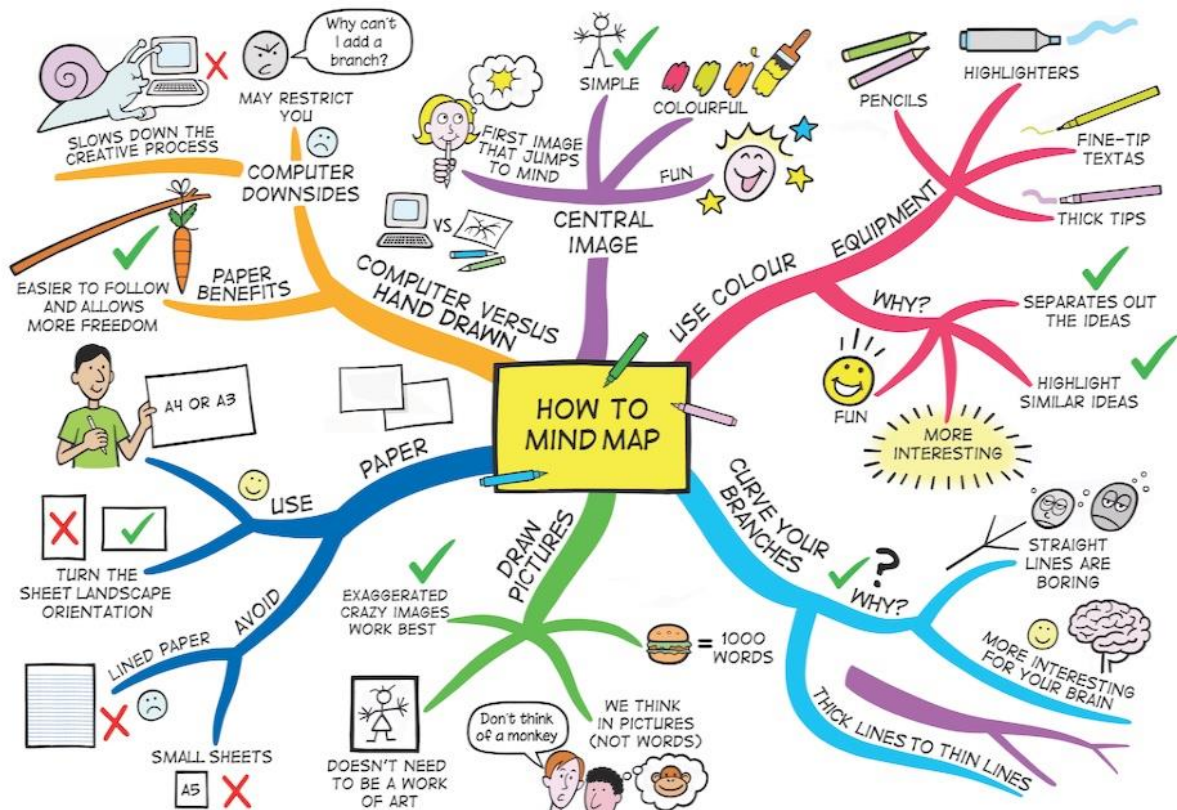 HOW TO
MIND MAP
CENTRAL
IMAGE
FIRST IMAGE
THAT JUMPS
TO MIND
SIMPLE
COLOURFUL
FUN
USE COLOUR
EQUIPMENT
PENCILS
HIGHLIGHTERS
FINE-TIP
TEXTAS
THICK TIPS
WHY?
SEPARATES OUT
THE IDEAS
HIGHLIGHT
SIMILAR IDEAS
MORE
INTERESTING
FUN
CURVE YOUR
BRANCHES
?
WHY?
STRAIGHT
LINES ARE
BORING
MORE INTERESTING
FOR YOUR BRAIN
THICK LINES TO THIN LINES
DRAW
PICTURES
= 1000
WORDS
WE THINK
IN PICTURES
(NOT WORDS)
Don't think
of a monkey
DOESN'T NEED
TO BE A WORK
OF ART
EXAGGERATED
CRAZY IMAGES
WORK BEST
PAPER
USE
A4 OR A3
TURN THE
SHEET LANDSCAPE
ORIENTATION
AVOID
LINED PAPER
SMALL SHEETS
A5
COMPUTER VERSUS
HAND DRAWN
VS
PAPER
BENEFITS
EASIER TO FOLLOW
AND ALLOWS
MORE FREEDOM
COMPUTER
DOWNSIDES
SLOWS DOWN THE
CREATIVE PROCESS
MAY RESTRICT
YOU
Why can't
I add a
branch?